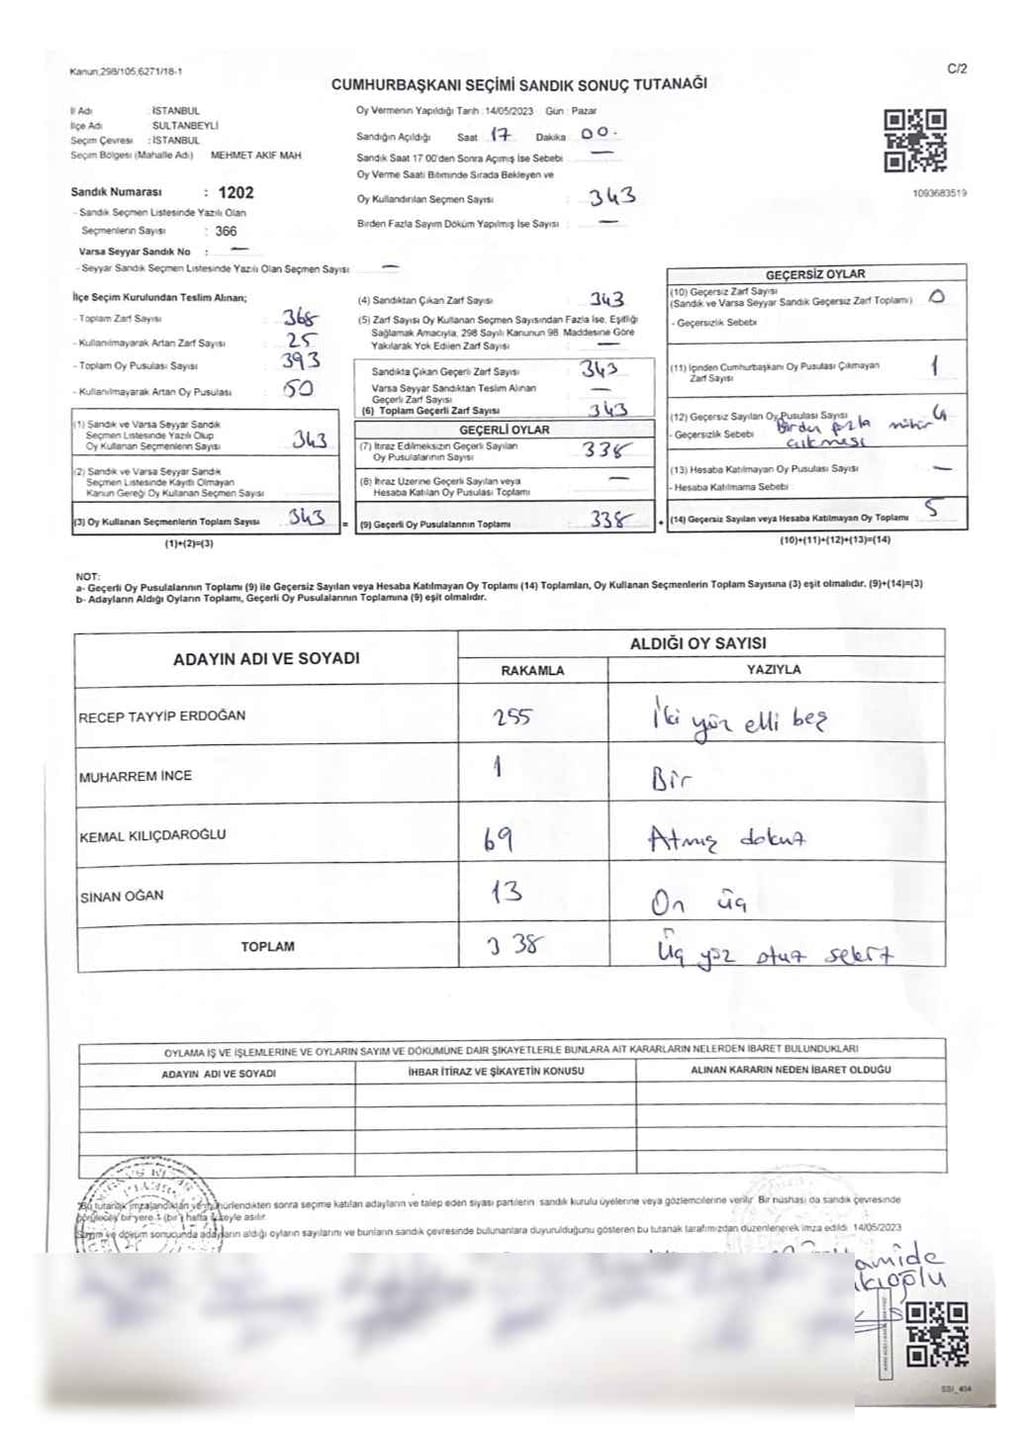 Kanun;298/105;6271/18-1
C/2
CUMHURBAŞKANI SEÇİMİ SANDIK SONUÇ TUTANAĞI
İl Adı : İSTANBUL
İlçe Adı : SULTANBEYLİ
Seçim Çevresi : İSTANBUL
Seçim Bölgesi (Mahalle Adı) MEHMET AKİF MAH
Sandık Numarası : 1202
- Sandık Seçmen Listesinde Yazılı Olan
Seçmenlerin Sayısı : 366
Varsa Seyyar Sandık No : —
- Seyyar Sandık Seçmen Listesinde Yazılı Olan Seçmen Sayısı : —
Oy Vermenin Yapıldığı Tarih : 14/05/2023 Gün : Pazar
Sandığın Açıldığı Saat 17 Dakika 00.
Sandık Saat 17 00'den Sonra Açımış İse Sebebi —
Oy Verme Saati Bitiminde Sırada Bekleyen ve
Oy Kullandırılan Seçmen Sayısı : 343
Birden Fazla Sayım Döküm Yapılmış İse Sayısı : —
1093683519
İlçe Seçim Kurulundan Teslim Alınan;
- Toplam Zarf Sayısı 368
- Kullanılmayarak Artan Zarf Sayısı : 25
- Toplam Oy Pusulası Sayısı : 393
- Kullanılmayarak Artan Oy Pusulası : 50
(1) Sandık ve Varsa Seyyar Sandık
Seçmen Listesinde Yazılı Olup
Oy Kullanan Seçmenlerin Sayısı 343
(2) Sandık ve Varsa Seyyar Sandık
Seçmen Listesinde Kayıtlı Olmayan
Kanun Gereği Oy Kullanan Seçmen Sayısı
(3) Oy Kullanan Seçmenlerin Toplam Sayısı 343 =
(1)+(2)=(3)
(4) Sandıktan Çıkan Zarf Sayısı 343
(5) Zarf Sayısı Oy Kullanan Seçmen Sayısından Fazla İse, Eşitliği
Sağlamak Amacıyla, 298 Sayılı Kanunun 98. Maddesine Göre
Yakılarak Yok Edilen Zarf Sayısı —
Sandıkta Çıkan Geçerli Zarf Sayısı : 343
Varsa Seyyar Sandıktan Teslim Alınan
Geçerli Zarf Sayısı —
(6) Toplam Geçerli Zarf Sayısı : 343
GEÇERLİ OYLAR
(7) İtiraz Edilmeksizin Geçerli Sayılan
Oy Pusulalarının Sayısı : 338
(8) İtiraz Üzerine Geçerli Sayılan veya
Hesaba Katılan Oy Pusulası Toplamı : —
(9) Geçerli Oy Pusulalarının Toplamı : 338 +
GEÇERSİZ OYLAR
(10) Geçersiz Zarf Sayısı
(Sandık ve Varsa Seyyar Sandık Geçersiz Zarf Toplamı) 0
- Geçersizlik Sebebi
(11) İçinden Cumhurbaşkanı Oy Pusulası Çıkmayan
Zarf Sayısı 1
(12) Geçersiz Sayılan Oy Pusulası Sayısı 4
- Geçersizlik Sebebi Birden fazla mühür
çıkmesı
(13) Hesaba Katılmayan Oy Pusulası Sayısı —
- Hesaba Katılmama Sebebi :
(14) Geçersiz Sayılan veya Hesaba Katılmayan Oy Toplamı 5
(10)+(11)+(12)+(13)=(14)
NOT:
a- Geçerli Oy Pusulalarının Toplamı (9) ile Geçersiz Sayılan veya Hesaba Katılmayan Oy Toplamı (14) Toplamları, Oy Kullanan Seçmenlerin Toplam Sayısına (3) eşit olmalıdır. (9)+(14)=(3)
b- Adayların Aldığı Oyların Toplamı, Geçerli Oy Pusulalarının Toplamına (9) eşit olmalıdır.
ADAYIN ADI VE SOYADI
ALDIĞI OY SAYISI
RAKAMLA YAZIYLA
RECEP TAYYİP ERDOĞAN 255 İki yüz elli beş
MUHARREM İNCE 1 Bir
KEMAL KILIÇDAROĞLU 69 Atmış dokuz
SİNAN OĞAN 13 On üç
TOPLAM 338 Üç yüz otuz sekiz
OYLAMA İŞ VE İŞLEMLERİNE VE OYLARIN SAYIM VE DÖKÜMÜNE DAİR ŞİKAYETLERLE BUNLARA AİT KARARLARIN NELERDEN İBARET BULUNDUKLARI
ADAYIN ADI VE SOYADI İHBAR İTİRAZ VE ŞİKAYETİN KONUSU ALINAN KARARIN NEDEN İBARET OLDUĞU
Bu tutanak imzalandıktan ve mühürlendikten sonra seçime katılan adayların ve talep eden siyasi partilerin sandık kurulu üyelerine veya gözlemcilerine verilir. Bir nüshası da sandık çevresinde
görülecek bir yere 1 (bir) hafta süreyle asılır.
Sayım ve döküm sonucunda adayların aldığı oyların sayılarını ve bunların sandık çevresinde bulunanlara duyurulduğunu gösteren bu tutanak tarafımızdan düzenlenerek imza edildi. 14/05/2023
amide
SSI_404